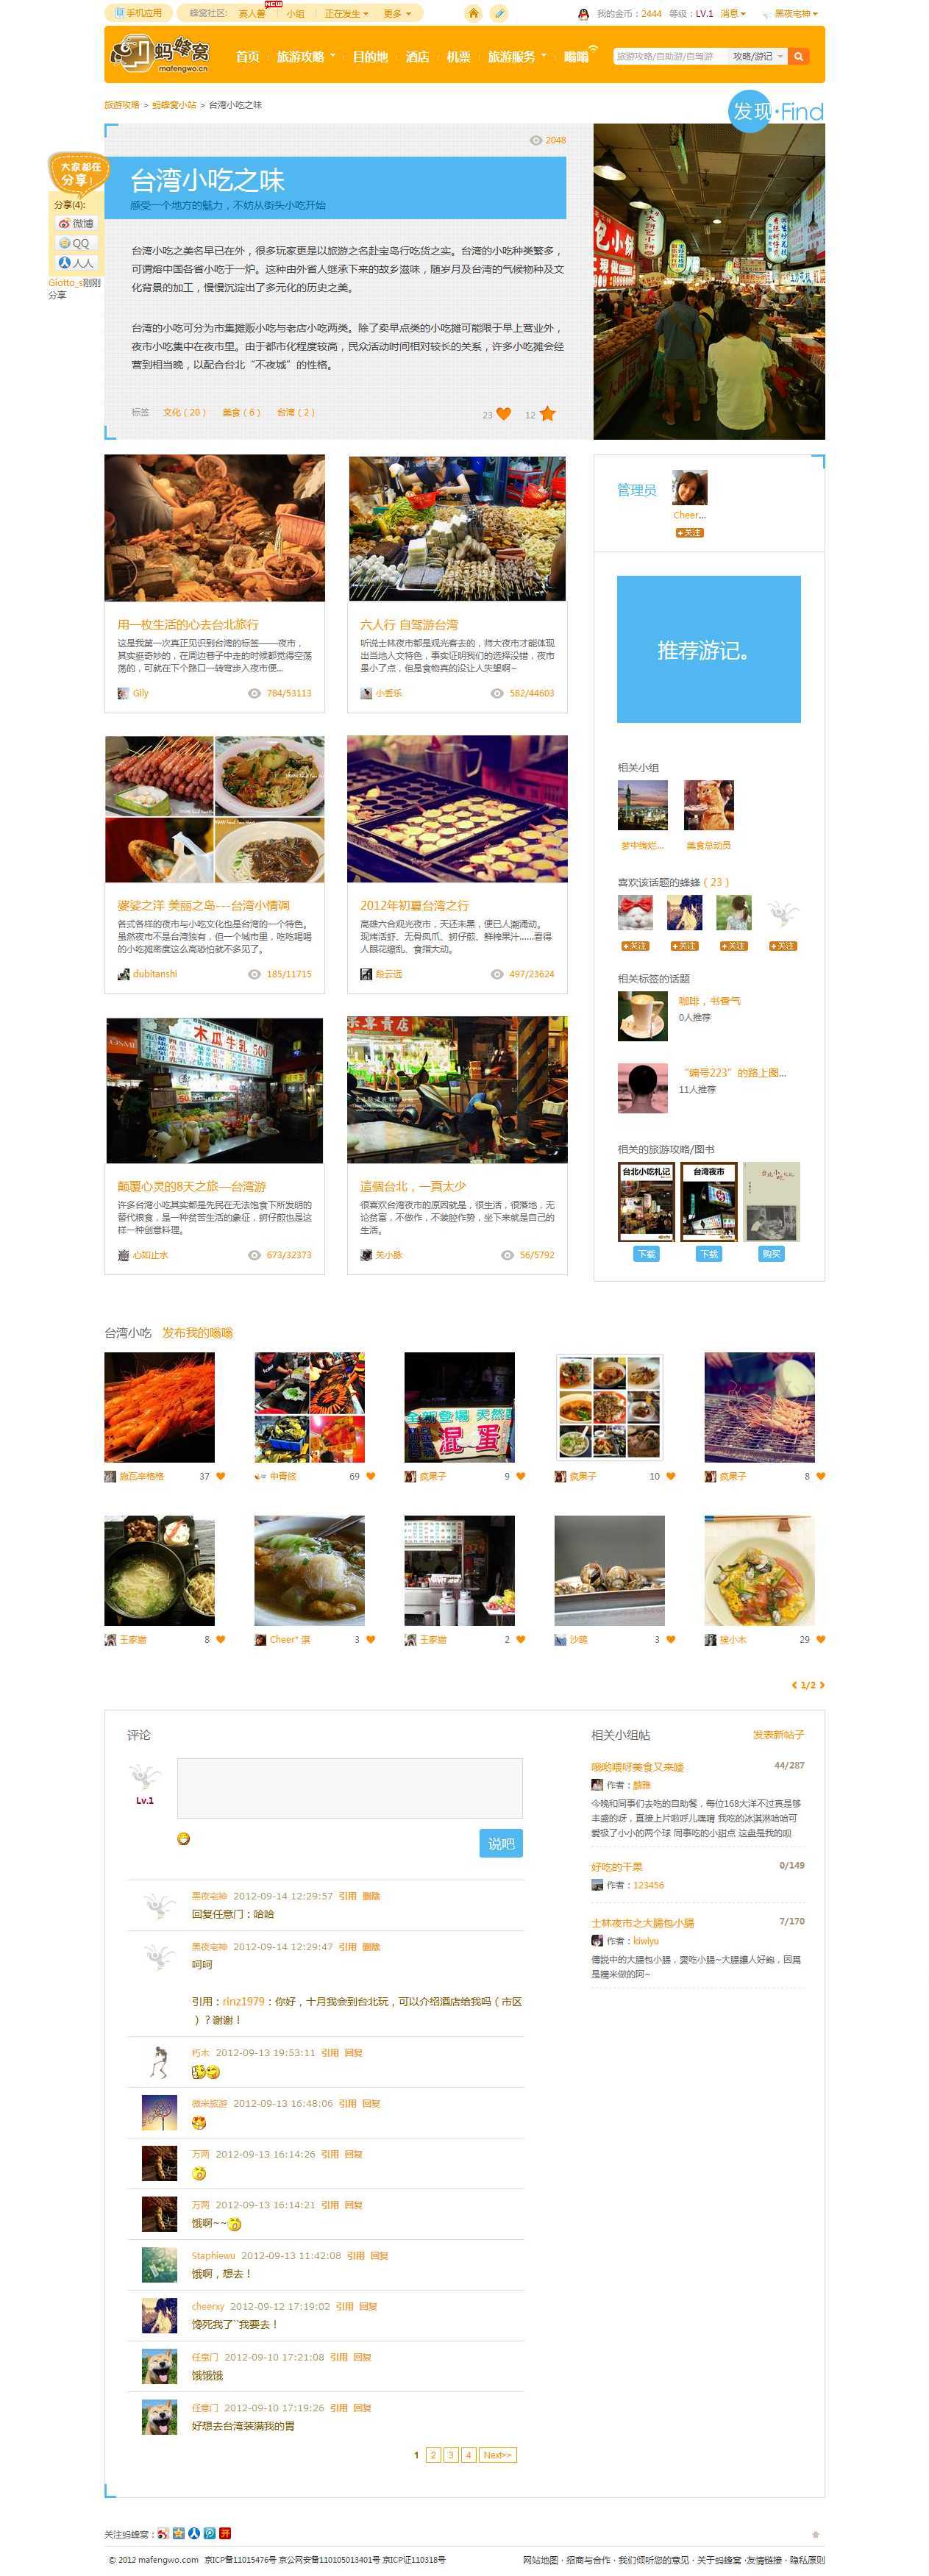 手机应用 蜂窝社区: 真人兽 NEW 小组 正在发生 更多 我的金币：2444 等级：LV.1 消息 黑夜宅神
蚂蜂窝
mafengwo.cn
首页 旅游攻略 目的地 酒店 机票 旅游服务 嗡嗡 旅游攻略/自助游/自驾游 攻略/游记
旅游攻略 > 蚂蜂窝小站 > 台湾小吃之味
发现·Find
大家都在
分享！
分享(4):
微博
QQ
人人
Giotto_s刚刚
分享
2048
台湾小吃之味
感受一个地方的魅力，不妨从街头小吃开始
台湾小吃之美名早已在外，很多玩家更是以旅游之名赴宝岛行吃货之实。台湾的小吃种类繁多，
可谓熔中国各省小吃于一炉。这种由外省人继承下来的故乡滋味，随岁月及台湾的气候物种及文
化背景的加工，慢慢沉淀出了多元化的历史之美。
台湾的小吃可分为市集摊贩小吃与老店小吃两类。除了卖早点类的小吃摊可能限于早上营业外，
夜市小吃集中在夜市里。由于都市化程度较高，民众活动时间相对较长的关系，许多小吃摊会经
营到相当晚，以配合台北“不夜城”的性格。
标签 文化（20） 美食（6） 台湾（2） 23 12
用一枚生活的心去台北旅行
这是我第一次真正见识到台湾的标签——夜市，
其实挺奇妙的，在周边巷子中走的时候都觉得空荡
荡的，可就在下个路口一转弯步入夜市便...
Gily 784/53113
六人行 自驾游台湾
听说士林夜市都是观光客去的，师大夜市才能体现
出当地人文特色，事实证明我们的选择没错，夜市
虽小了点，但是食物真的没让人失望啊~
小丢乐 582/44603
婆娑之洋 美丽之岛---台湾小情调
各式各样的夜市与小吃文化也是台湾的一个特色。
虽然夜市不是台湾独有，但一个城市里，吃吃喝喝
的小吃摊密度这么高恐怕就不多见了。
dubitanshi 185/11715
2012年初夏台湾之行
高雄六合观光夜市，天还未黑，便已人潮涌动。
现烤活虾、无骨凤爪、蚵仔煎、鲜榨果汁……看得
人眼花缭乱、食指大动。
段云远 497/23624
木瓜牛乳 50元
颠覆心灵的8天之旅—台湾游
许多台湾小吃其实都是先民在无法饱食下所发明的
替代粮食，是一种贫苦生活的象征，蚵仔煎也是这
样一种创意料理。
心如止水 673/32373
這個台北，一頁太少
很喜欢台湾夜市的原因就是，很生活，很落地，无
论贫富，不做作，不装腔作势，坐下来就是自己的
生活。
关小脉 56/5792
管理员
Cheer...
+关注
推荐游记。
相关小组
梦中绚烂... 美食总动员
喜欢该话题的蜂蜂（23）
+关注 +关注 +关注 +关注
相关标签的话题
咖啡，书香气
0人推荐
“编号223”的路上图...
11人推荐
相关的旅游攻略/图书
台北小吃札记 台湾夜市
下载 下载 购买
台湾小吃 发布我的嗡嗡
混蛋
施瓦辛格格 37 中青旅 69 疯果子 9 疯果子 10 疯果子 8
王家猫 8 Cheer* 淇 3 王家猫 2 沙鸥 3 3 29
1/2
评论
Lv.1
说吧
黑夜宅神 2012-09-14 12:29:57 引用 删除
回复任意门：哈哈
黑夜宅神 2012-09-14 12:29:47 引用 删除
呵呵
引用：rinz1979：你好，十月我会到台北玩，可以介绍酒店给我吗（市区
）？谢谢！
朽木 2012-09-13 19:53:11 引用 回复
微米旅游 2012-09-13 16:48:06 引用 回复
万两 2012-09-13 16:14:26 引用 回复
万两 2012-09-13 16:14:21 引用 回复
饿啊~~
Staphlewu 2012-09-13 11:42:08 引用 回复
饿啊，想去！
cheerxy 2012-09-12 17:19:02 引用 回复
馋死我了``我要去！
任意门 2012-09-10 17:21:08 引用 回复
饿饿饿
任意门 2012-09-10 17:19:26 引用 回复
好想去台湾装满我的胃
1 2 3 4 Next>>
相关小组帖 发表新帖子
哦哟喂呀美食又来喽 44/287
作者：
今晚和同事们去吃的自助餐，每位168大洋不过真是够
丰盛的呀，直接上片啦呼儿嘿唷 我吃的冰淇淋哈哈可
爱极了小小的两个球 同事吃的小甜点 这盘是我的呗
好吃的干果 0/149
作者：123456
士林夜市之大腸包小腸 7/170
作者：kiwiyu
傳説中的大腸包小腸，愛吃小腸~大腸讓人好飽，因爲
是糯米做的阿~
关注蚂蜂窝：
© 2012 mafengwo.com 京ICP备11015476号 京公网安备110105013401号 京ICP证110318号 网站地图 · 招商与合作 · 我们倾听您的意见 · 关于蚂蜂窝 · 友情链接 · 隐私原则